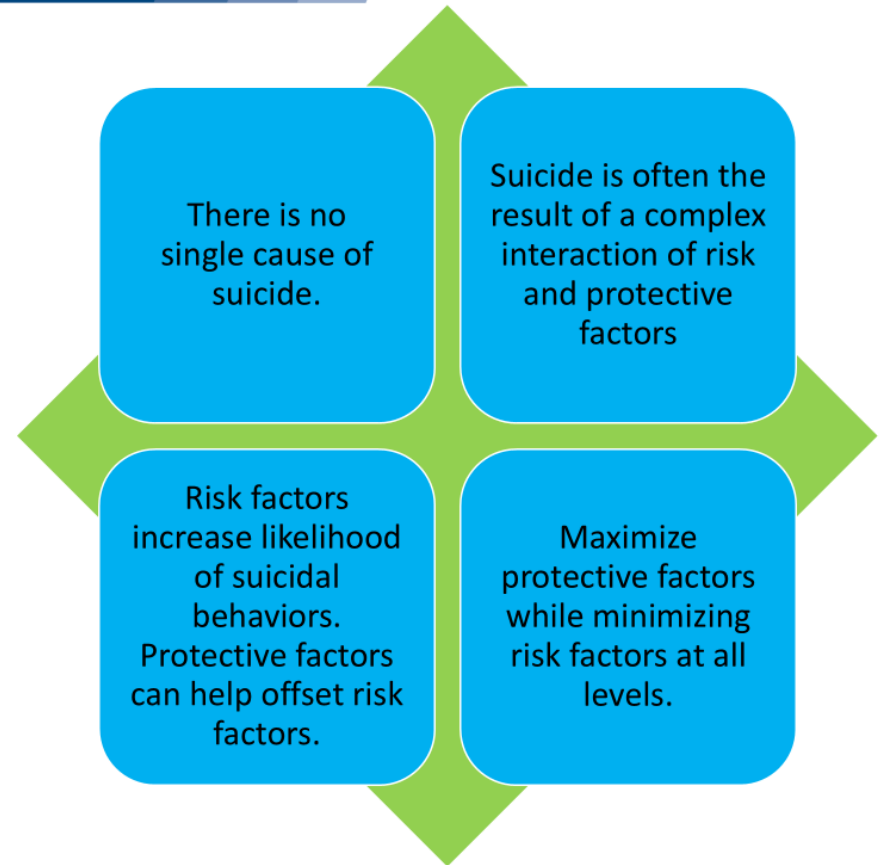 There is no
single cause of
suicide.
Suicide is often the
result of a complex
interaction of risk
and protective
factors
Risk factors
increase likelihood
of suicidal
behaviors.
Protective factors
can help offset risk
factors.
Maximize
protective factors
while minimizing
risk factors at all
levels.